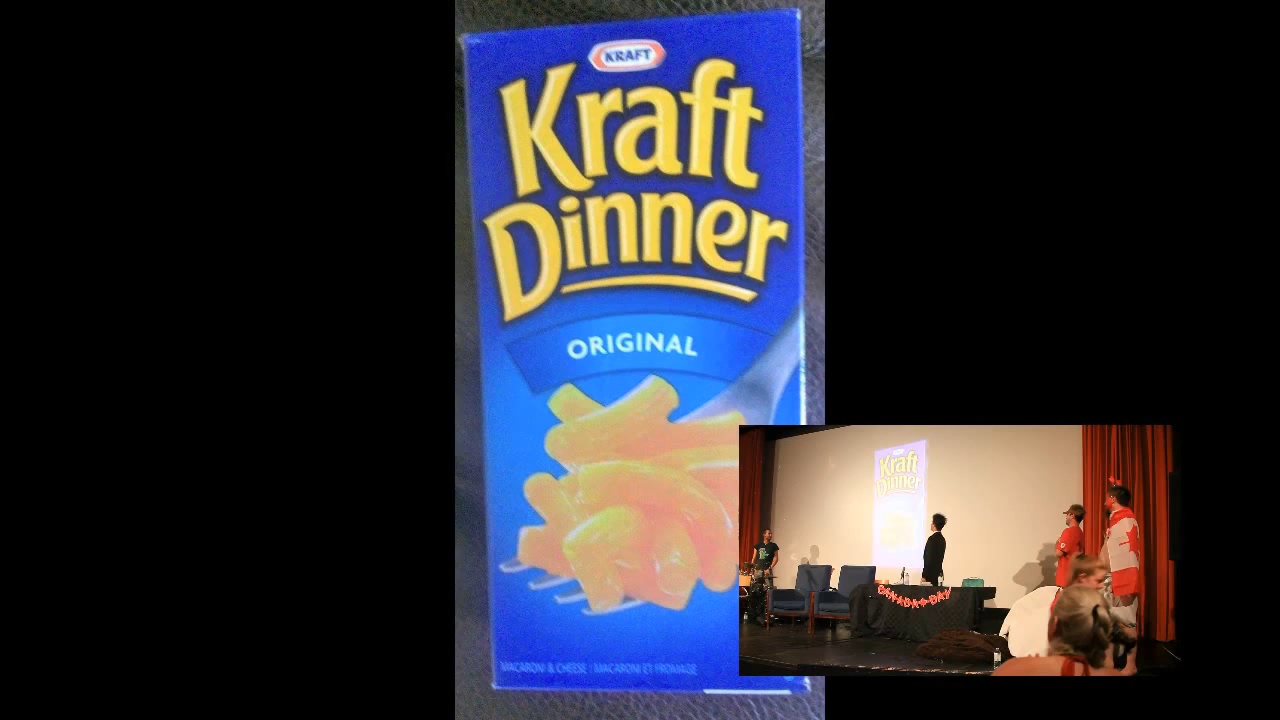 KRAFT
Kraft
Dinner
ORIGINAL
MACARONI & CHEESE | MACARONI ET FROMAGE
Kraft
Dinner
CANADA DAY